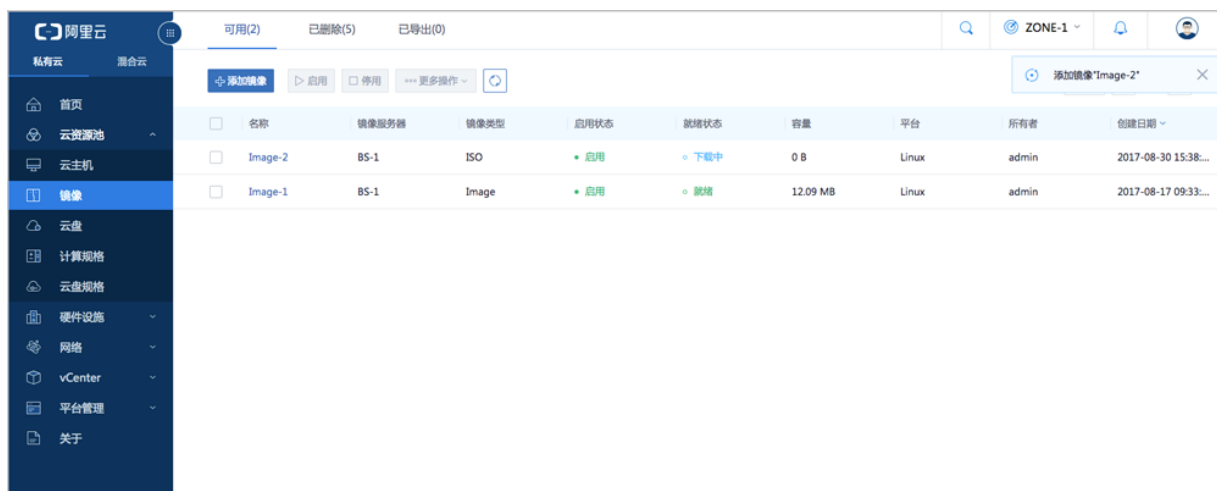 阿里云
可用(2) 已删除(5) 已导出(0) ZONE-1
私有云 混合云
添加镜像 启用 停用 更多操作
添加镜像"Image-2"
首页
云资源池
云主机
镜像
云盘
计算规格
云盘规格
硬件设施
网络
vCenter
平台管理
关于
名称 镜像服务器 镜像类型 启用状态 就绪状态 容量 平台 所有者 创建日期
Image-2 BS-1 ISO 启用 下载中 0 B Linux admin 2017-08-30 15:38:...
Image-1 BS-1 Image 启用 就绪 12.09 MB Linux admin 2017-08-17 09:33:...